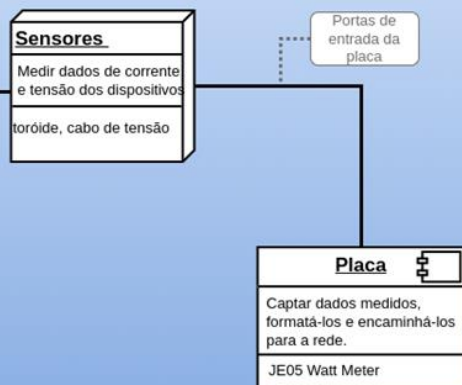 Portas de
entrada da
placa
Sensores
Medir dados de corrente
e tensão dos dispositivos
toróide, cabo de tensão
Placa
Captar dados medidos,
formatá-los e encaminhá-los
para a rede.
JE05 Watt Meter